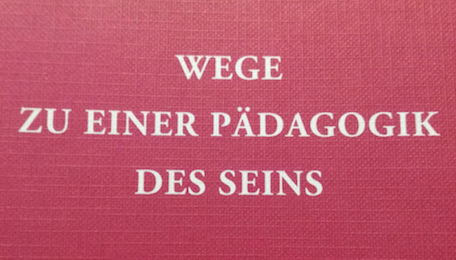 WEGE
ZU EINER PÄDAGOGIK
DES SEINS